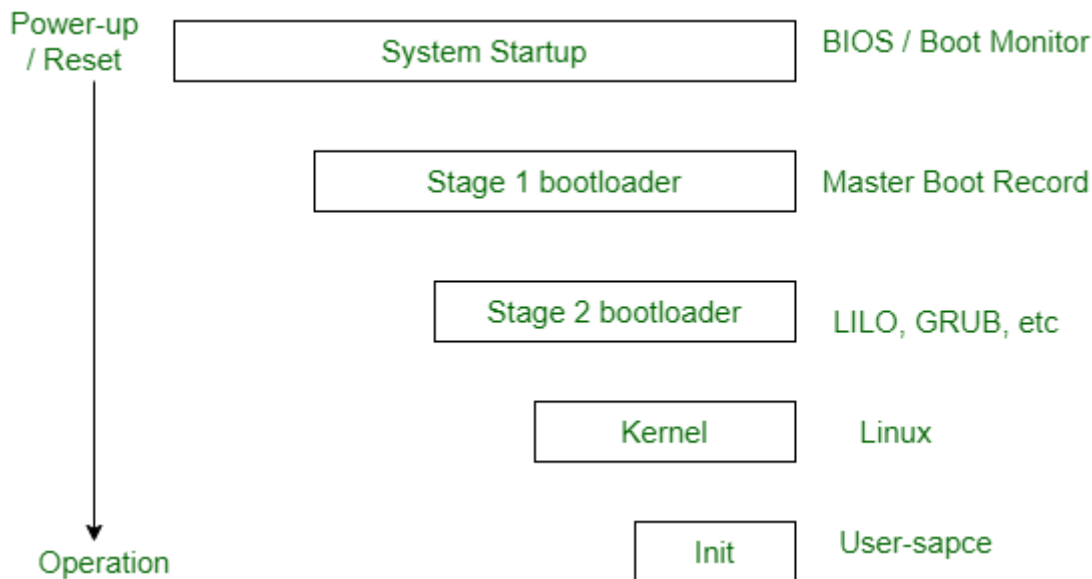 Power-up
/ Reset
System Startup
BIOS / Boot Monitor
Stage 1 bootloader
Master Boot Record
Stage 2 bootloader
LILO, GRUB, etc
Kernel
Linux
Operation
Init
User-sapce